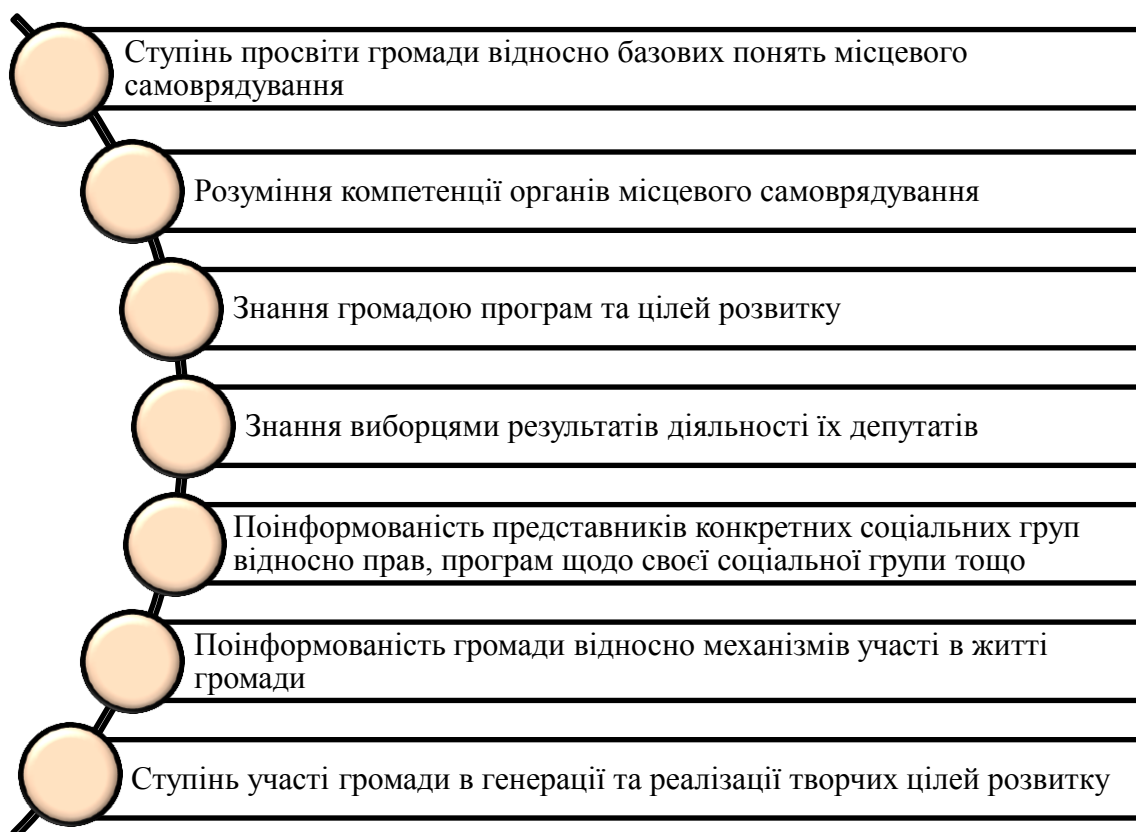 Ступінь просвіти громади відносно базових понять місцевого
самоврядування
Розуміння компетенції органів місцевого самоврядування
Знання громадою програм та цілей розвитку
Знання виборцями результатів діяльності їх депутатів
Поінформованість представників конкретних соціальних груп
відносно прав, програм щодо своєї соціальної групи тощо
Поінформованість громади відносно механізмів участі в житті
громади
Ступінь участі громади в генерації та реалізації творчих цілей розвитку